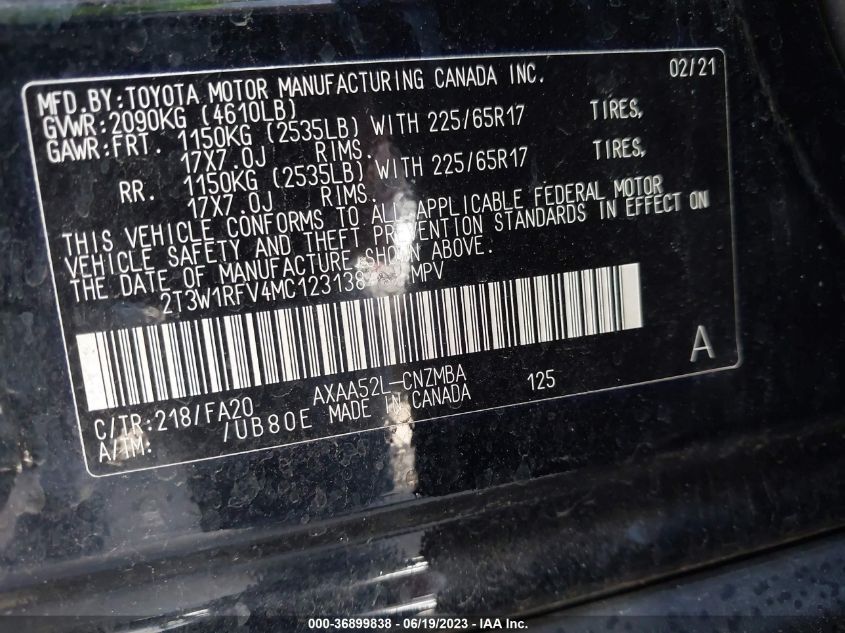 MFD.BY:TOYOTA MOTOR MANUFACTURING CANADA INC. 02/21
GVWR:2090KG (4610LB)
GAWR:FRT. 1150KG (2535LB) WITH 225/65R17 TIRES,
17X7.0J RIMS.
RR. 1150KG (2535LB) WITH 225/65R17 TIRES,
17X7.0J RIMS.
THIS VEHICLE CONFORMS TO ALL APPLICABLE FEDERAL MOTOR
VEHICLE SAFETY AND THEFT PREVENTION STANDARDS IN EFFECT ON
THE DATE OF MANUFACTURE SHOWN ABOVE.
2T3W1RFV4MC123138 MPV
A
C/TR:218/FA20 AXAA52L-CNZMBA 125
A/TM: /UB80E MADE IN CANADA
000-36899838 - 06/19/2023 - IAA Inc.